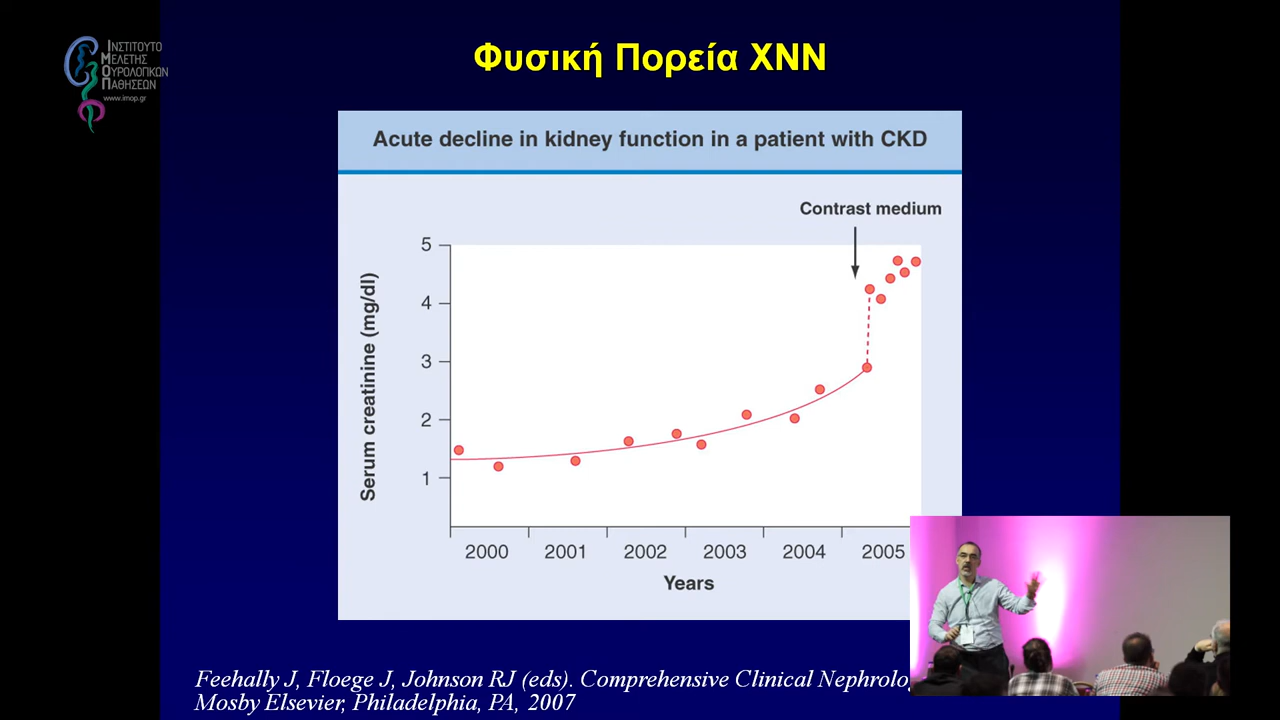 ΙΝΣΤΙΤΟΥΤΟ
ΜΕΛΕΤΗΣ
ΟΥΡΟΛΟΓΙΚΩΝ
ΠΑΘΗΣΕΩΝ
www.imop.gr
Φυσική Πορεία ΧΝΝ
Acute decline in kidney function in a patient with CKD
Contrast medium
Serum creatinine (mg/dl)
5
4
3
2
1
2000 2001 2002 2003 2004 2005
Years
Feehally J, Floege J, Johnson RJ (eds). Comprehensive Clinical
Mosby Elsevier, Philadelphia, PA, 2007